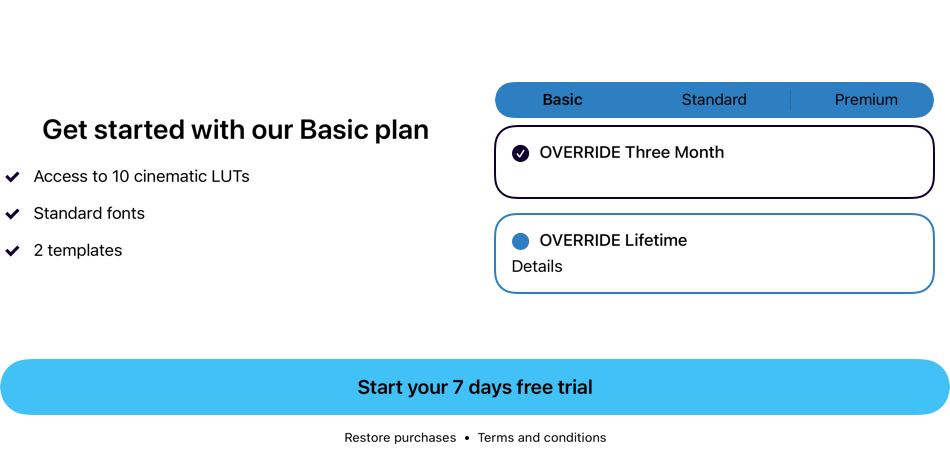 Get started with our Basic plan
Access to 10 cinematic LUTs
Standard fonts
2 templates
Basic
Standard
Premium
OVERRIDE Three Month
OVERRIDE Lifetime
Details
Start your 7 days free trial
Restore purchases • Terms and conditions